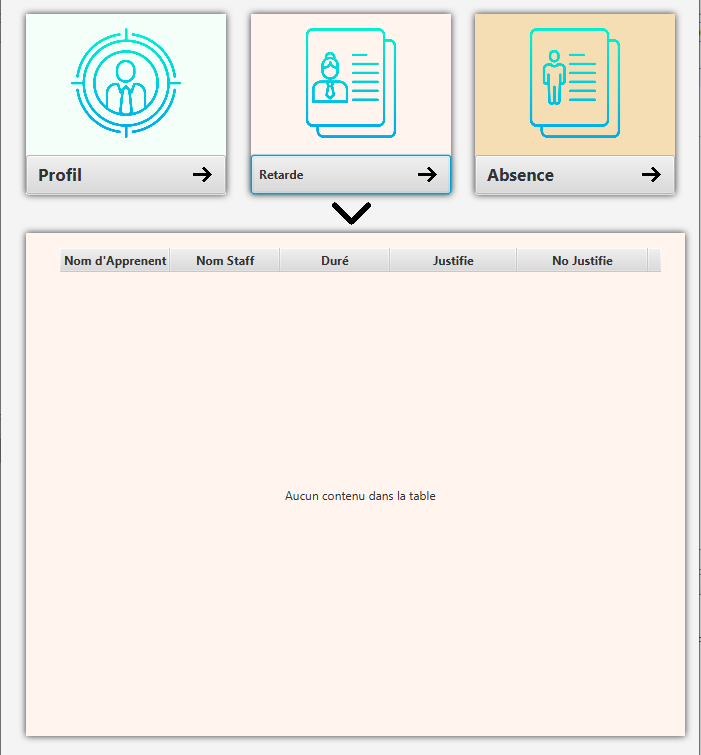 Profil
Retarde
Absence
Nom d'Apprenent Nom Staff Duré Justifie No Justifie
Aucun contenu dans la table